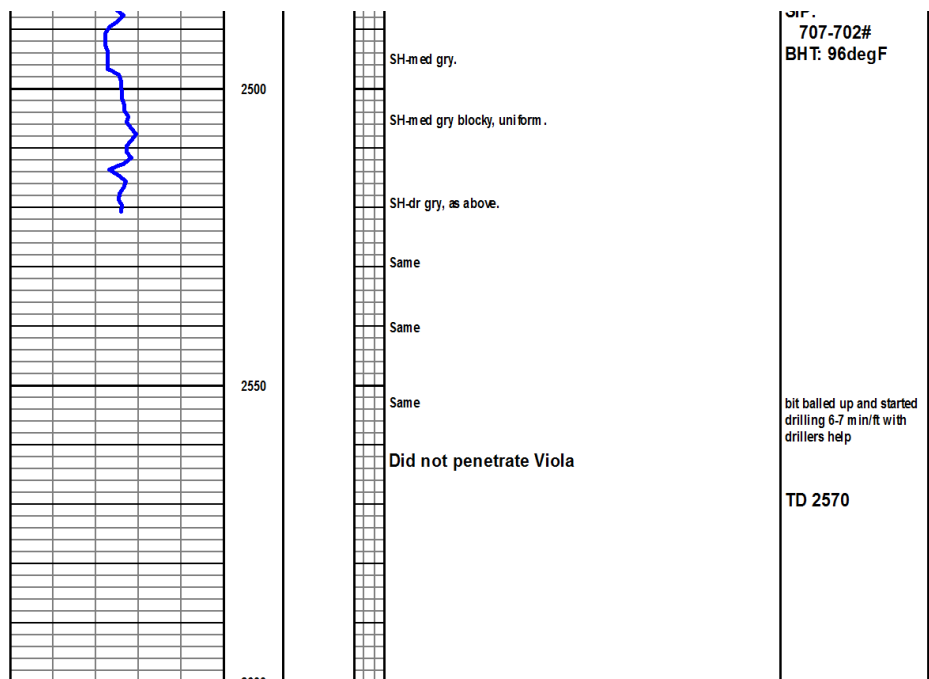 SIP:
707-702#
BHT: 96degF
SH-med gry.
2500
SH-med gry blocky, uniform.
SH-dr gry, as above.
Same
Same
2550
Same
bit balled up and started
drilling 6-7 min/ft with
drillers help
Did not penetrate Viola
TD 2570